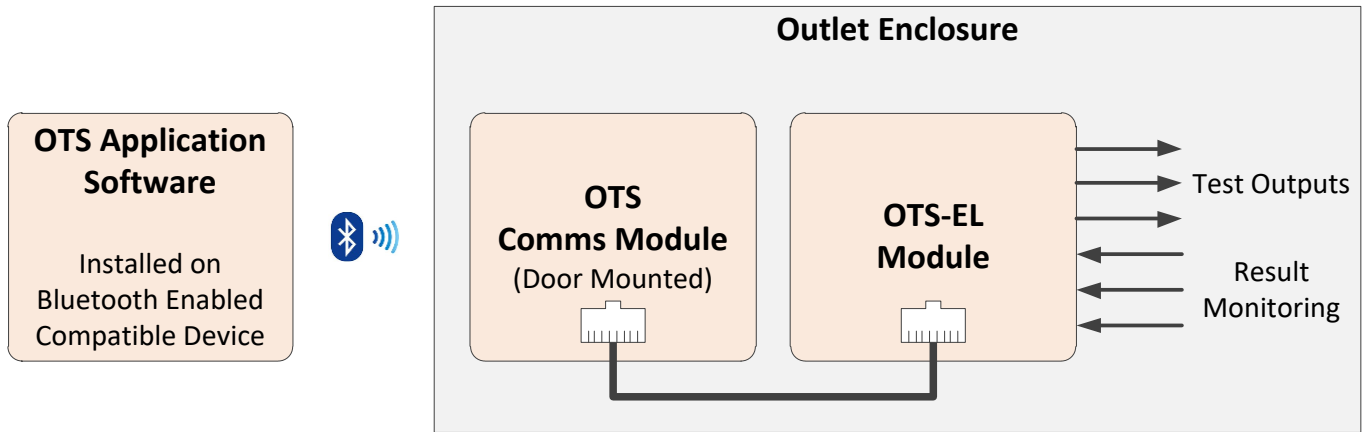 Outlet Enclosure
OTS Application
Software
Installed on
Bluetooth Enabled
Compatible Device
OTS
Comms Module
(Door Mounted)
OTS-EL
Module
Test Outputs
Result
Monitoring